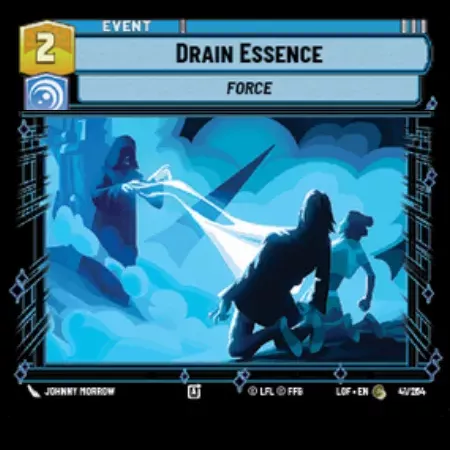 EVENT
2
DRAIN ESSENCE
FORCE
JOHNNY MORROW
A
© LFL © FFG
LOF • EN
41/264